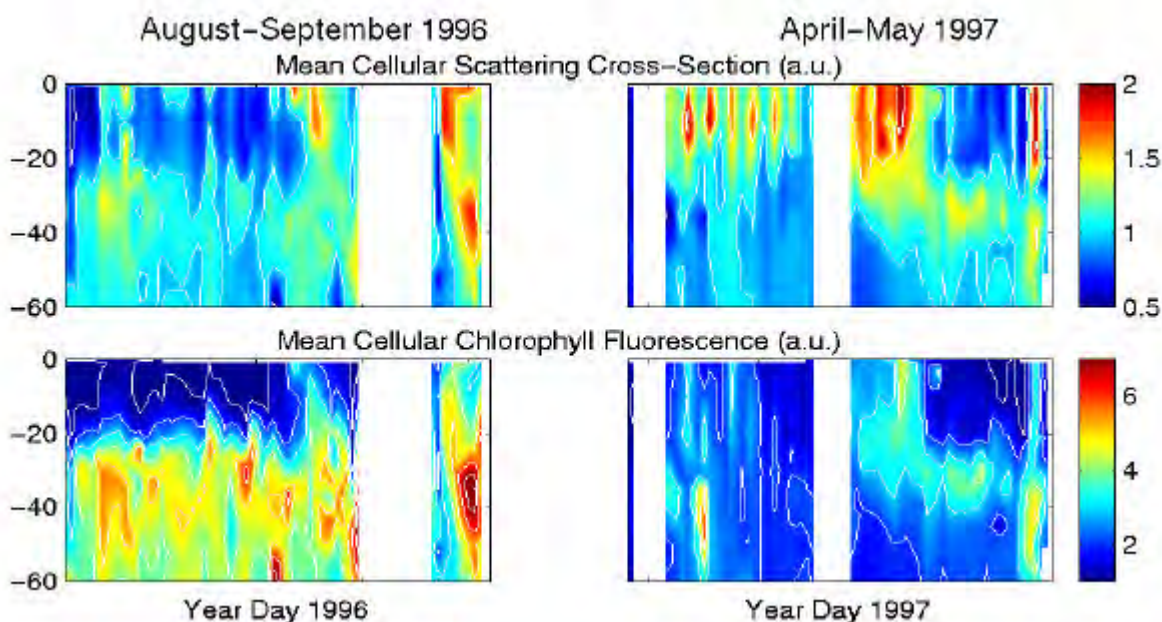 August-September 1996
April-May 1997
Mean Cellular Scattering Cross-Section (a.u.)
0
-20
-40
-60
2
1.5
1
0.5
Mean Cellular Chlorophyll Fluorescence (a.u.)
0
-20
-40
-60
6
4
2
Year Day 1996
Year Day 1997